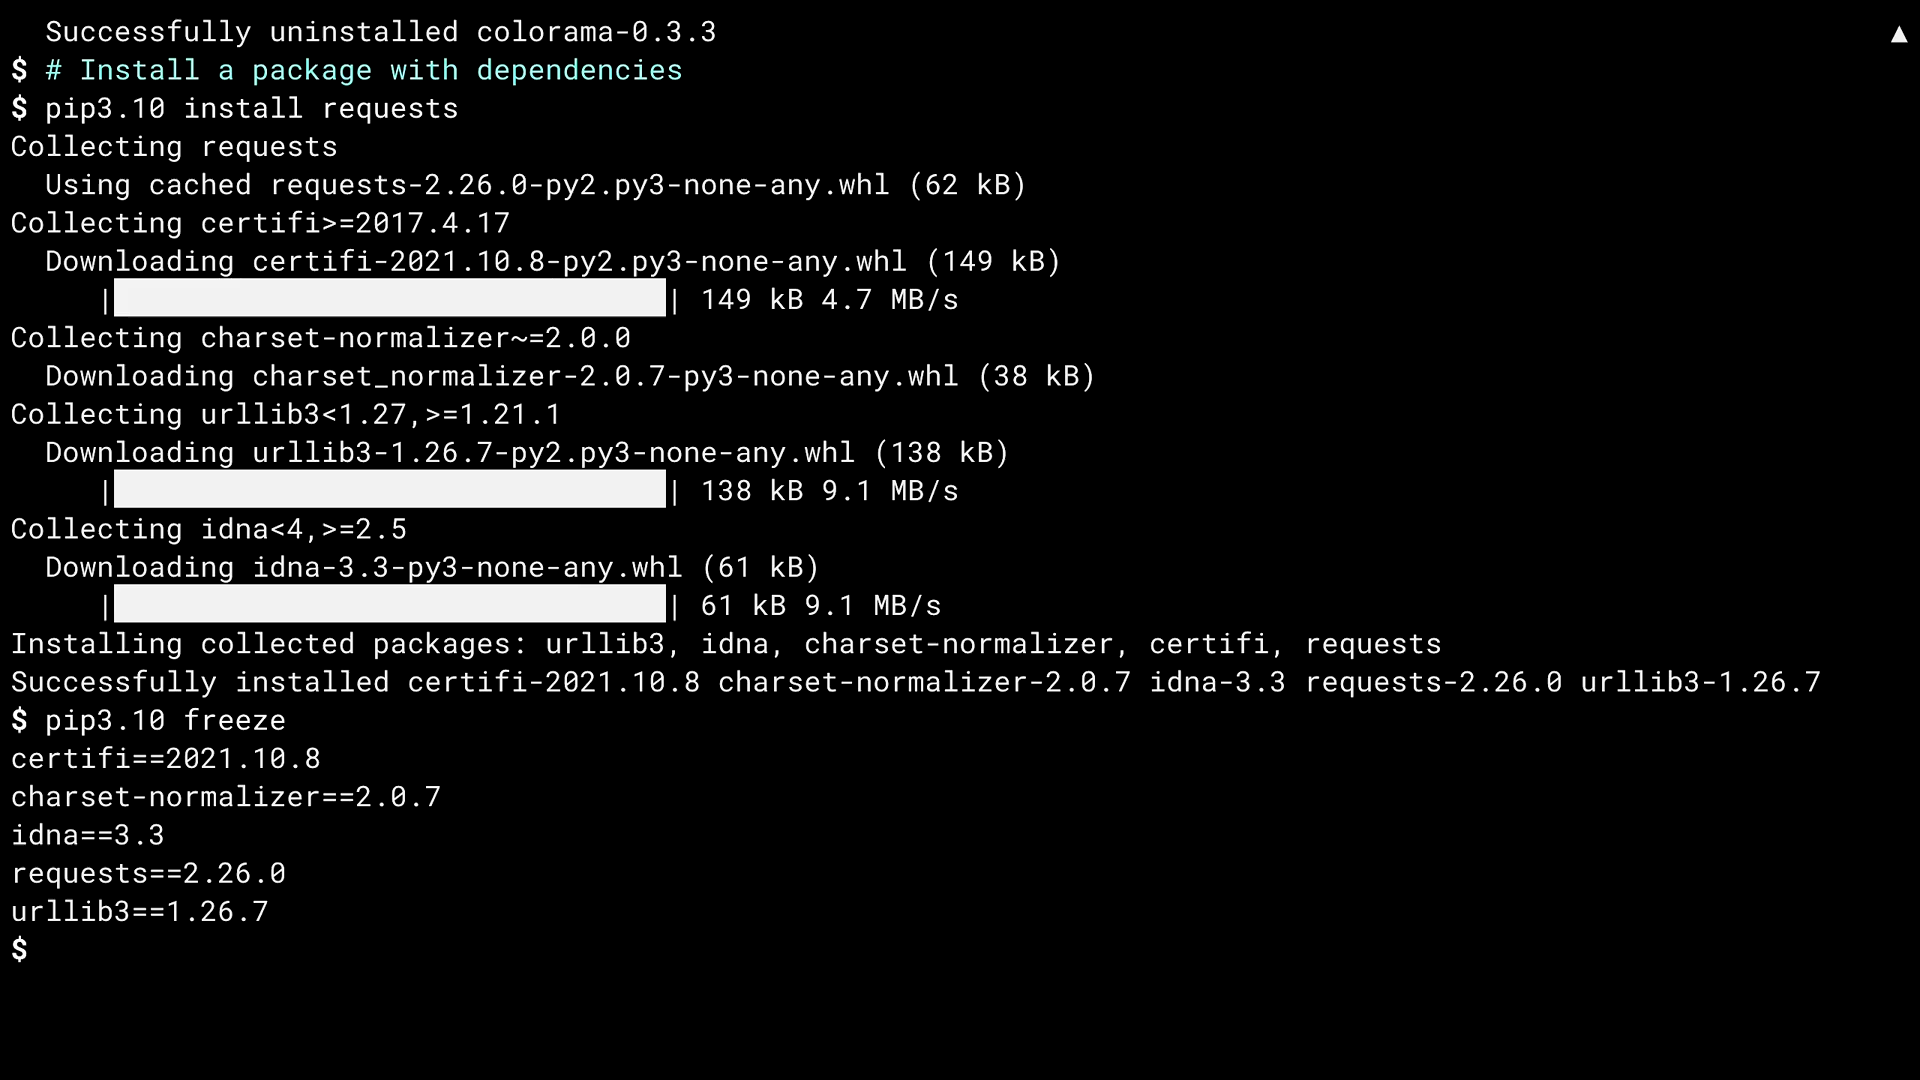 Successfully uninstalled colorama-0.3.3
$ # Install a package with dependencies
$ pip3.10 install requests
Collecting requests
  Using cached requests-2.26.0-py2.py3-none-any.whl (62 kB)
Collecting certifi>=2017.4.17
  Downloading certifi-2021.10.8-py2.py3-none-any.whl (149 kB)
     |████████████████████████████████| 149 kB 4.7 MB/s
Collecting charset-normalizer~=2.0.0
  Downloading charset_normalizer-2.0.7-py3-none-any.whl (38 kB)
Collecting urllib3<1.27,>=1.21.1
  Downloading urllib3-1.26.7-py2.py3-none-any.whl (138 kB)
     |████████████████████████████████| 138 kB 9.1 MB/s
Collecting idna<4,>=2.5
  Downloading idna-3.3-py3-none-any.whl (61 kB)
     |████████████████████████████████| 61 kB 9.1 MB/s
Installing collected packages: urllib3, idna, charset-normalizer, certifi, requests
Successfully installed certifi-2021.10.8 charset-normalizer-2.0.7 idna-3.3 requests-2.26.0 urllib3-1.26.7
$ pip3.10 freeze
certifi==2021.10.8
charset-normalizer==2.0.7
idna==3.3
requests==2.26.0
urllib3==1.26.7
$